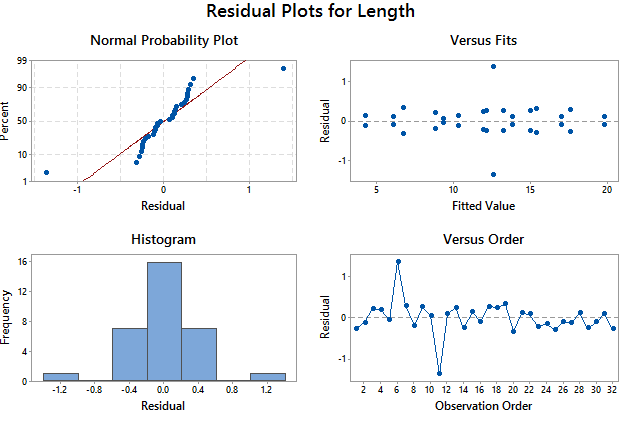 Residual Plots for Length
Normal Probability Plot
99
90
50
10
1
Percent
-1
0
1
Residual
Versus Fits
1
0
-1
Residual
5
10
15
20
Fitted Value
Histogram
16
12
8
4
0
Frequency
-1.2 -0.8 -0.4 0.0 0.4 0.8 1.2
Residual
Versus Order
1
0
-1
Residual
2 4 6 8 10 12 14 16 18 20 22 24 26 28 30 32
Observation Order